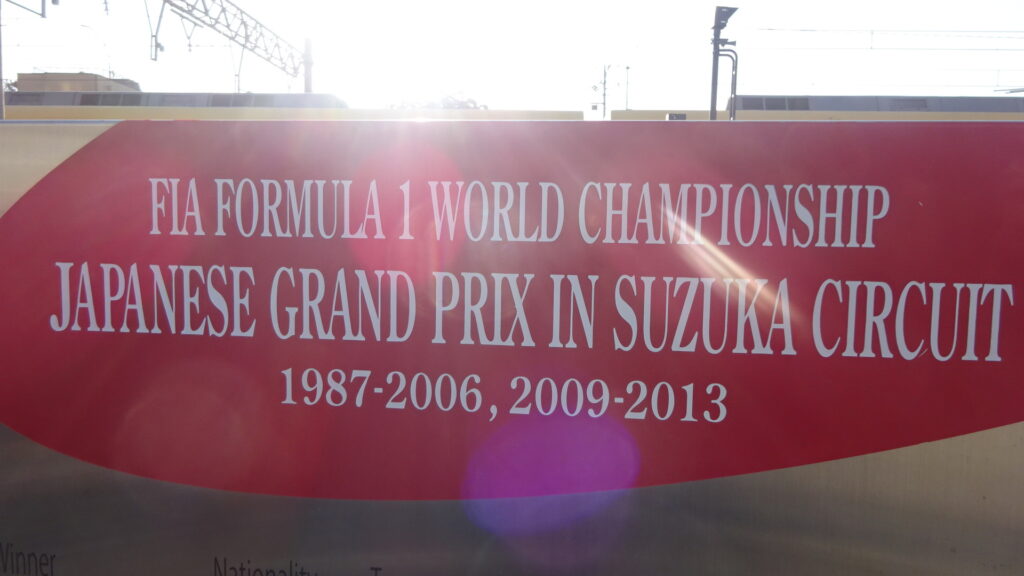 FIA FORMULA 1 WORLD CHAMPIONSHIP
JAPANESE GRAND PRIX IN SUZUKA CIRCUIT
1987-2006, 2009-2013
Winner Nationality